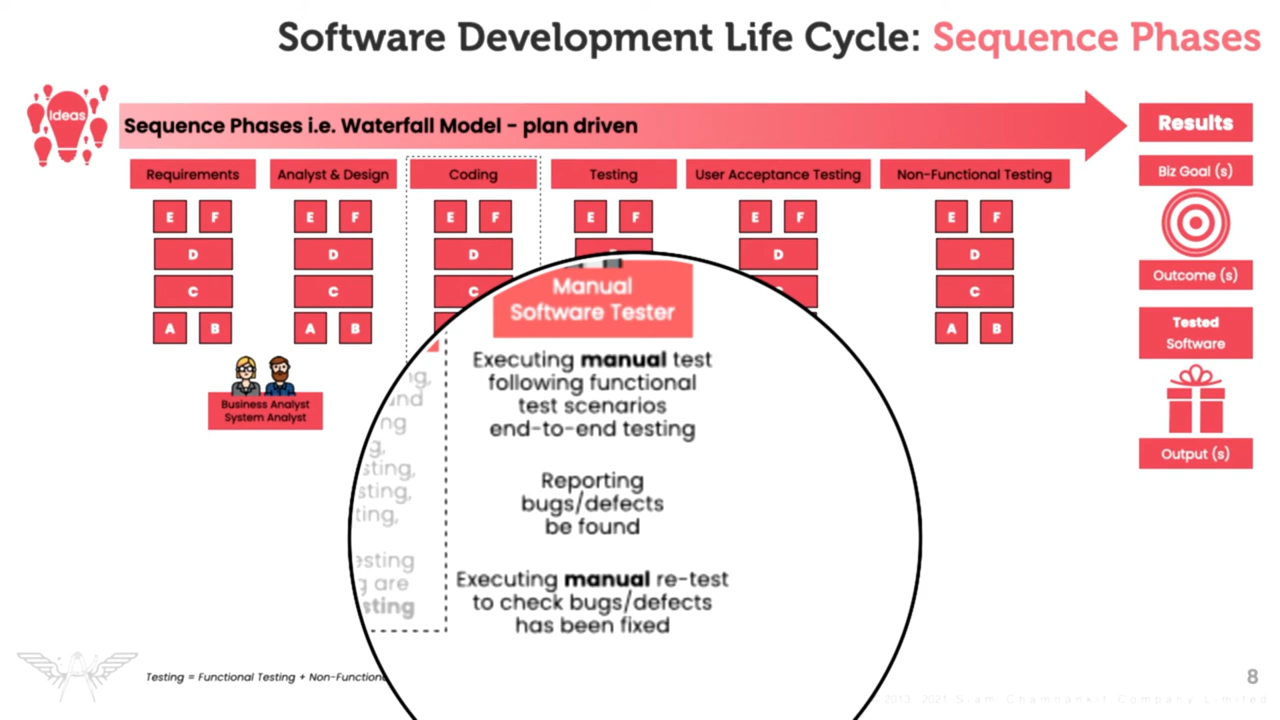 Software Development Life Cycle: Sequence Phases
Ideas
Sequence Phases i.e. Waterfall Model - plan driven
Results
Requirements
Analyst & Design
Coding
Testing
User Acceptance Testing
Non-Functional Testing
Biz Goal (s)
E F
E F
E F
E F
E F
E F
D
D
D
D
D
C
C
C
C
A B
A B
A B
Outcome (s)
Tested
Software
Output (s)
Business Analyst
System Analyst
Manual
Software Tester
Executing manual test
following functional
test scenarios
end-to-end testing
Reporting
bugs/defects
be found
Executing manual re-test
to check bugs/defects
has been fixed
are
Testing = Functional Testing + Non-Function
8
2013, 2021 Siam Chamnankit Company Limited